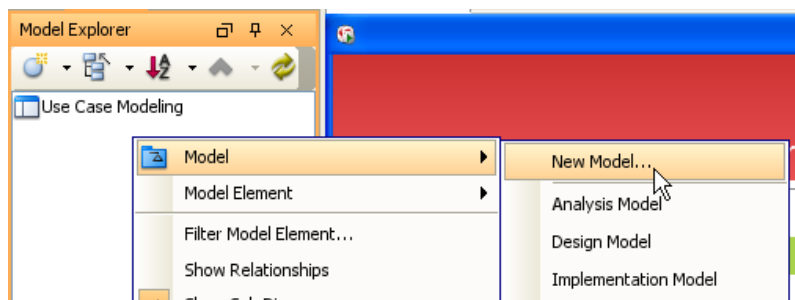 Model Explorer
Use Case Modeling
Model
New Model...
Model Element
Analysis Model
Filter Model Element...
Design Model
Show Relationships
Implementation Model